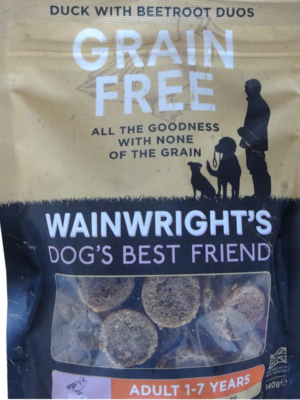 DUCK WITH BEETROOT DUOS
GRAIN
FREE
ALL THE GOODNESS
WITH NONE
OF THE GRAIN
WAINWRIGHT'S
DOG'S BEST FRIEND
ADULT 1-7 YEARS
140g℮